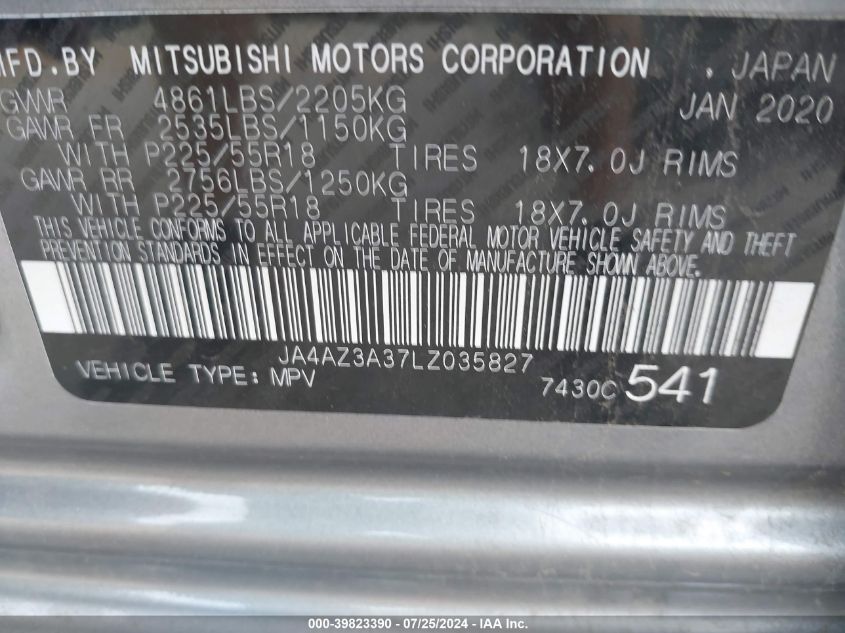 MFD.BY MITSUBISHI MOTORS CORPORATION . JAPAN
GVWR 4861LBS/2205KG JAN 2020
GAWR FR 2535LBS/1150KG
WITH P225/55R18 TIRES 18X7.0J RIMS
GAWR RR 2756LBS/1250KG
WITH P225/55R18 TIRES 18X7.0J RIMS
THIS VEHICLE CONFORMS TO ALL APPLICABLE FEDERAL MOTOR VEHICLE SAFETY AND THEFT
PREVENTION STANDARDS IN EFFECT ON THE DATE OF MANUFACTURE SHOWN ABOVE.
JA4AZ3A37LZ035827
VEHICLE TYPE: MPV 7430C 541
000-39823390 - 07/25/2024 - IAA Inc.